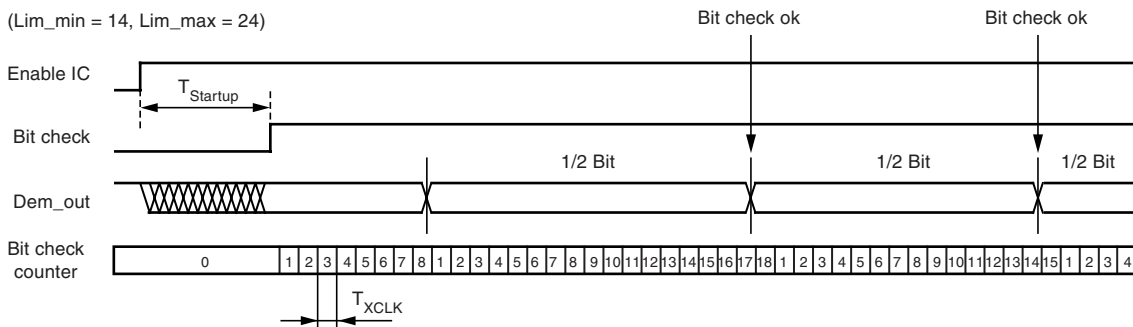 (Lim_min = 14, Lim_max = 24)
Bit check ok
Bit check ok
Enable IC
TStartup
Bit check
1/2 Bit
1/2 Bit
1/2 Bit
Dem_out
Bit check
counter
0 1 2 3 4 5 6 7 8 1 2 3 4 5 6 7 8 9 10 11 12 13 14 15 16 17 18 1 2 3 4 5 6 7 8 9 10 11 12 13 14 15 1 2 3 4
TXCLK